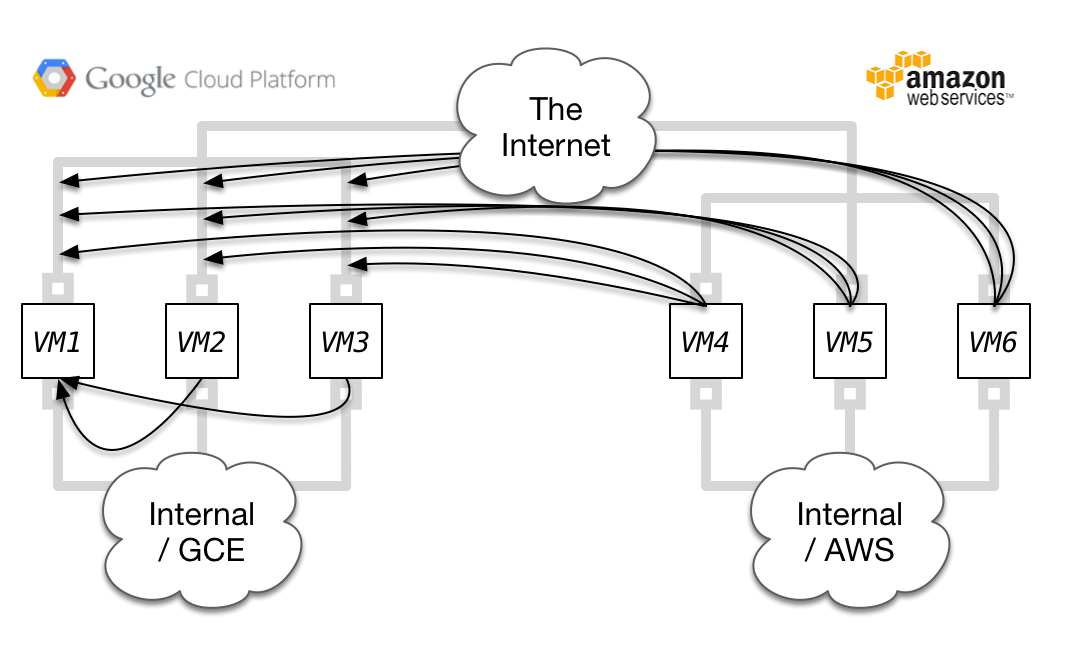 Google Cloud Platform
amazon
web services™
The
Internet
VM1
VM2
VM3
VM4
VM5
VM6
Internal
/ GCE
Internal
/ AWS